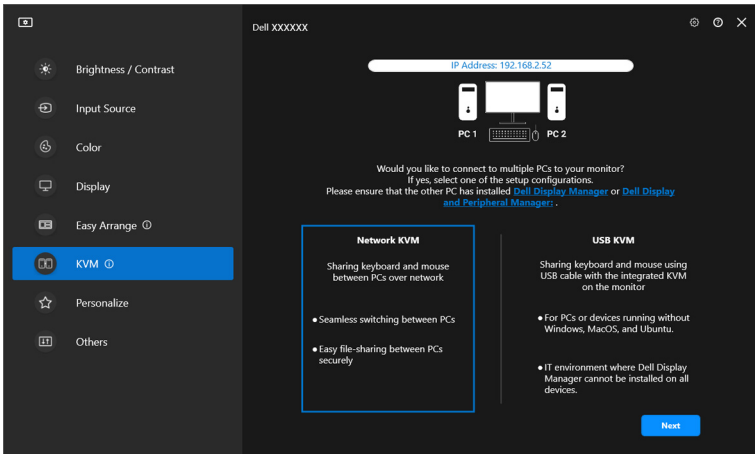 Dell XXXXXX
Brightness / Contrast
Input Source
Color
Display
Easy Arrange
KVM
Personalize
Others
IP Address: 192.168.2.52
PC 1
PC 2
Would you like to connect to multiple PCs to your monitor?
If yes, select one of the setup configurations.
Please ensure that the other PC has installed Dell Display Manager or Dell Display
and Peripheral Manager: .
Network KVM
Sharing keyboard and mouse
between PCs over network
• Seamless switching between PCs
• Easy file-sharing between PCs
securely
USB KVM
Sharing keyboard and mouse using
USB cable with the integrated KVM
on the monitor
• For PCs or devices running without
Windows, MacOS, and Ubuntu.
• IT environment where Dell Display
Manager cannot be installed on all
devices.
Next